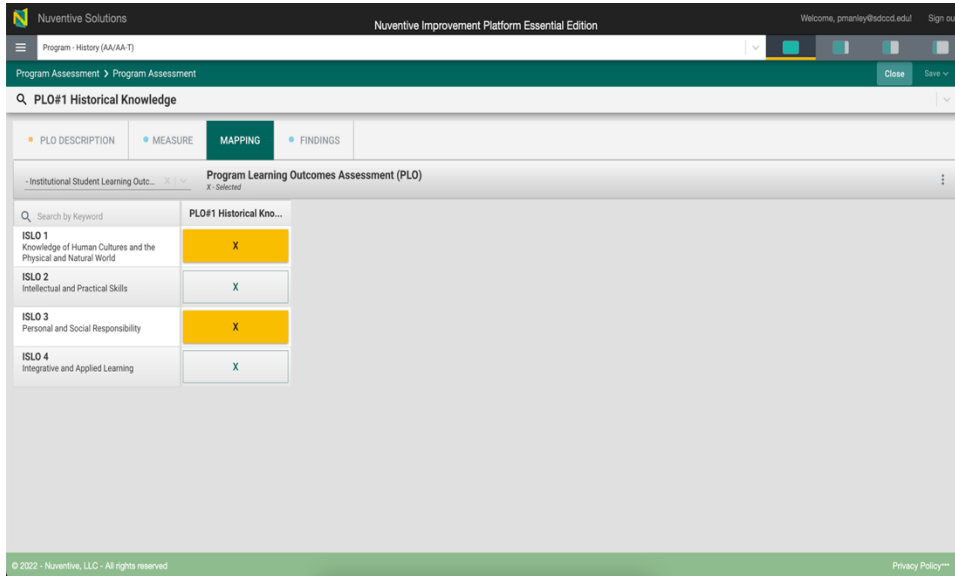 Nuventive Solutions
Nuventive Improvement Platform Essential Edition
Welcome, pmanley@sdccd.edu!
Sign ou
Program - History (AA/AA-T)
Program Assessment > Program Assessment
Close
Save
PLO#1 Historical Knowledge
PLO DESCRIPTION
MEASURE
MAPPING
FINDINGS
- Institutional Student Learning Outc... X
Program Learning Outcomes Assessment (PLO)
X - Selected
Search by Keyword
PLO#1 Historical Kno...
ISLO 1
Knowledge of Human Cultures and the
Physical and Natural World
X
ISLO 2
Intellectual and Practical Skills
X
ISLO 3
Personal and Social Responsibility
X
ISLO 4
Integrative and Applied Learning
X
© 2022 - Nuventive, LLC - All rights reserved
Privacy Policy***